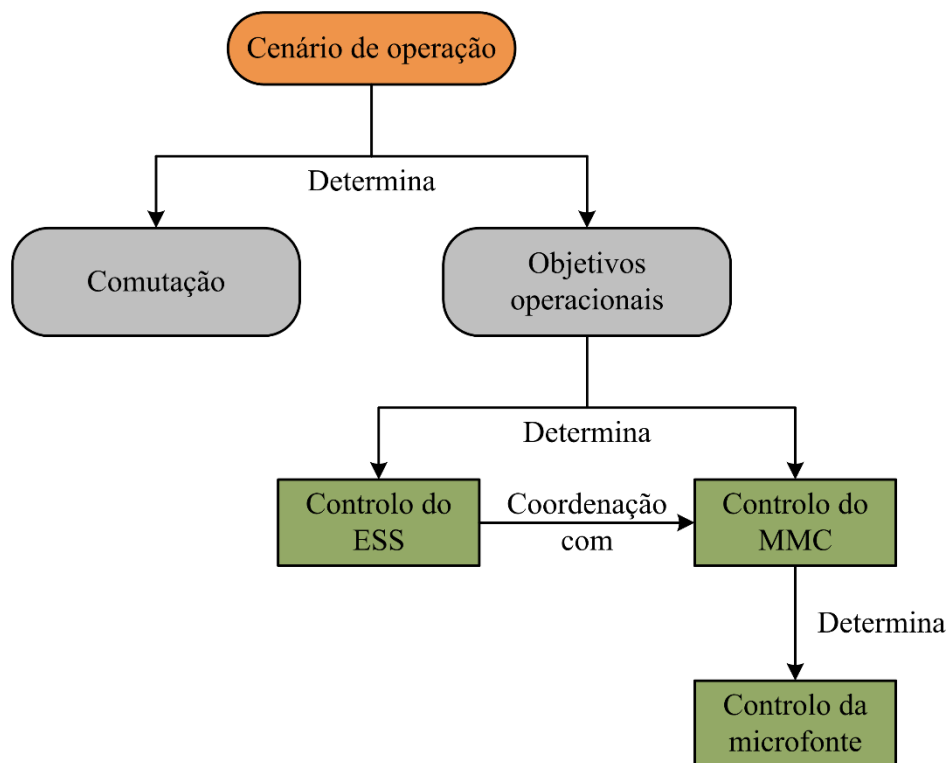 Cenário de operação
Determina
Comutação
Objetivos
operacionais
Determina
Controlo do
ESS
Coordenação
com
Controlo do
MMC
Determina
Controlo da
microfonte